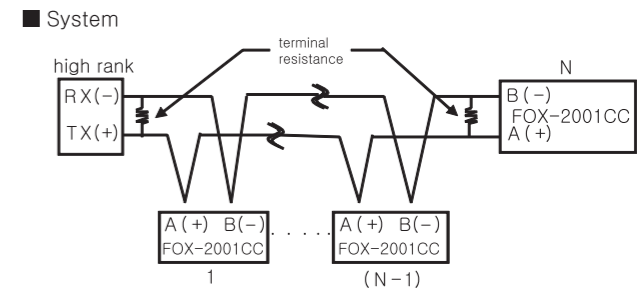 ■ System
terminal
resistance
high rank
N
RX(-)
TX(+)
B(-)
FOX-2001CC
A(+)
A(+) B(-)
FOX-2001CC
1
. . . . .
A(+) B(-)
FOX-2001CC
(N-1)